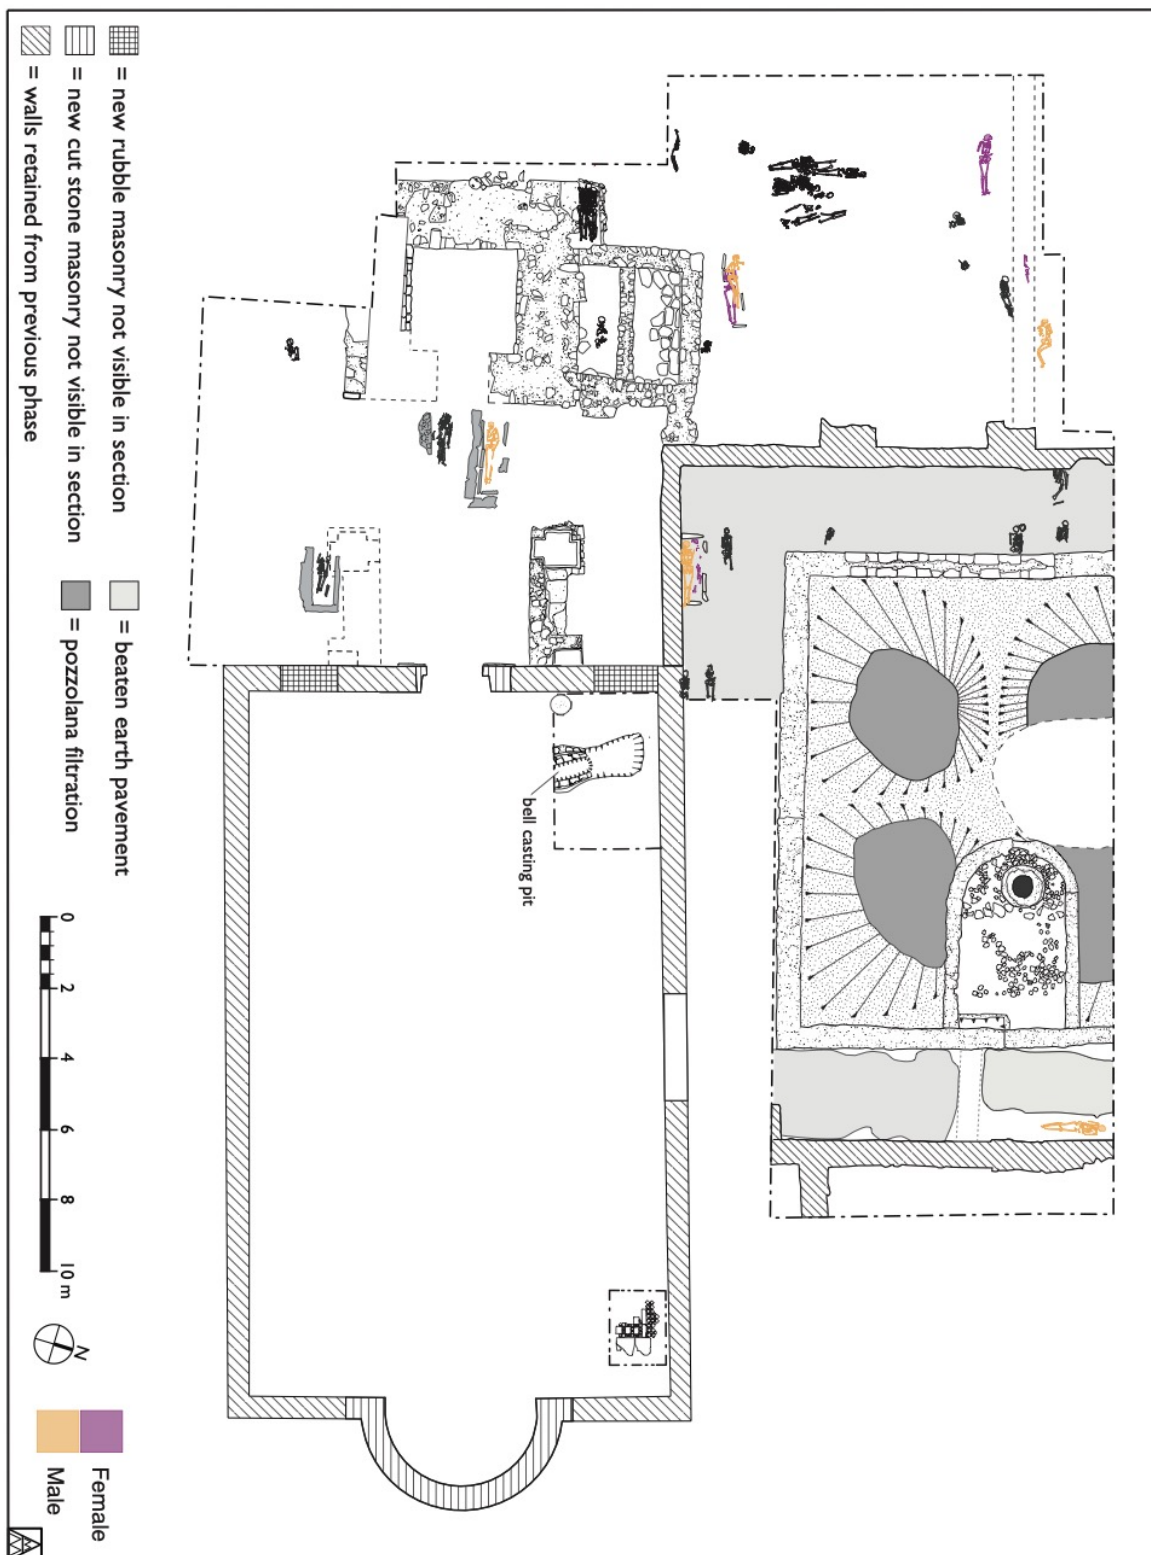 = new rubble masonry not visible in section
= new cut stone masonry not visible in section
= walls retained from previous phase
= beaten earth pavement
= pozzolana filtration
0 2 4 6 8 10 m
N
Female
Male
bell casting pit